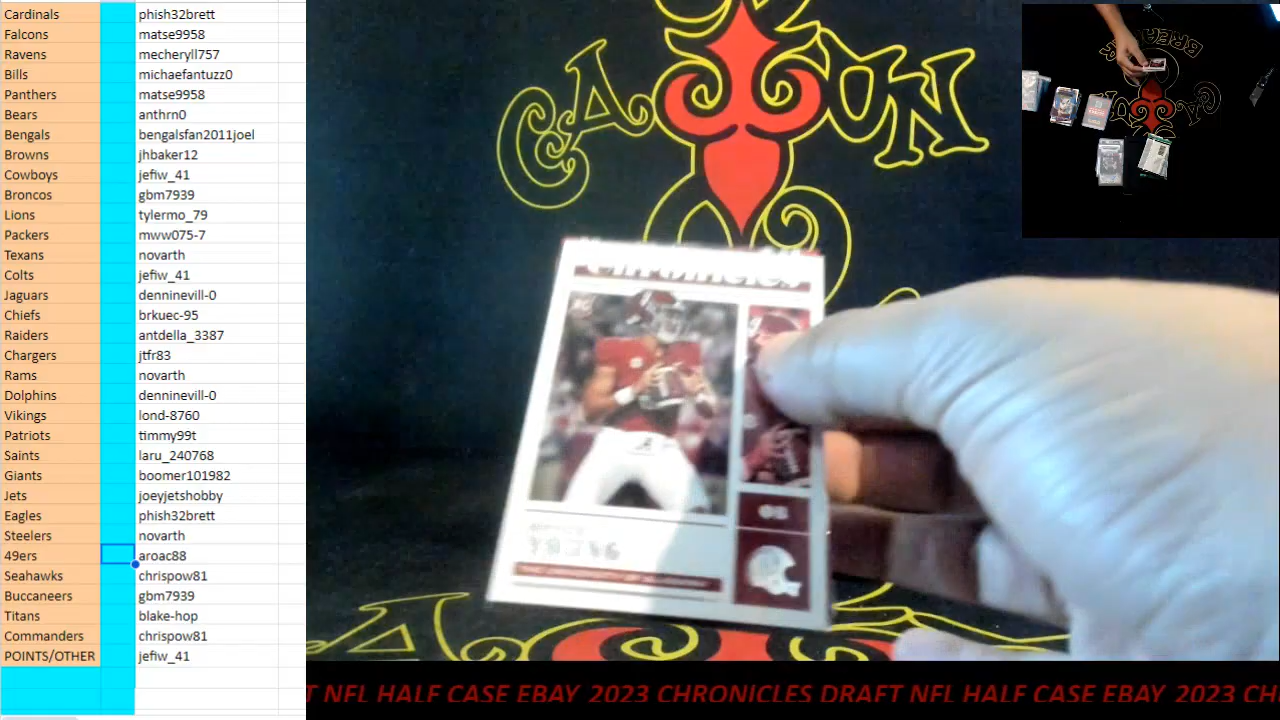 Cardinals phish32brett
Falcons matse9958
Ravens mecheryll757
Bills michaefantuzz0
Panthers matse9958
Bears anthrn0
Bengals bengalsfan2011joel
Browns jhbaker12
Cowboys jefiw_41
Broncos gbm7939
Lions tylermo_79
Packers mww075-7
Texans novarth
Colts jefiw_41
Jaguars denninevill-0
Chiefs brkuec-95
Raiders antdella_3387
Chargers jtfr83
Rams novarth
Dolphins denninevill-0
Vikings lond-8760
Patriots timmy99t
Saints laru_240768
Giants boomer101982
Jets joeyjetshobby
Eagles phish32brett
Steelers novarth
49ers aroac88
Seahawks chrispow81
Buccaneers gbm7939
Titans blake-hop
Commanders chrispow81
POINTS/OTHER jefiw_41
CAJUN
Chronicles
YOUNG
QB
T NFL HALF CASE EBAY 2023 CHRONICLES DRAFT NFL HALF CASE EBAY 2023 CH